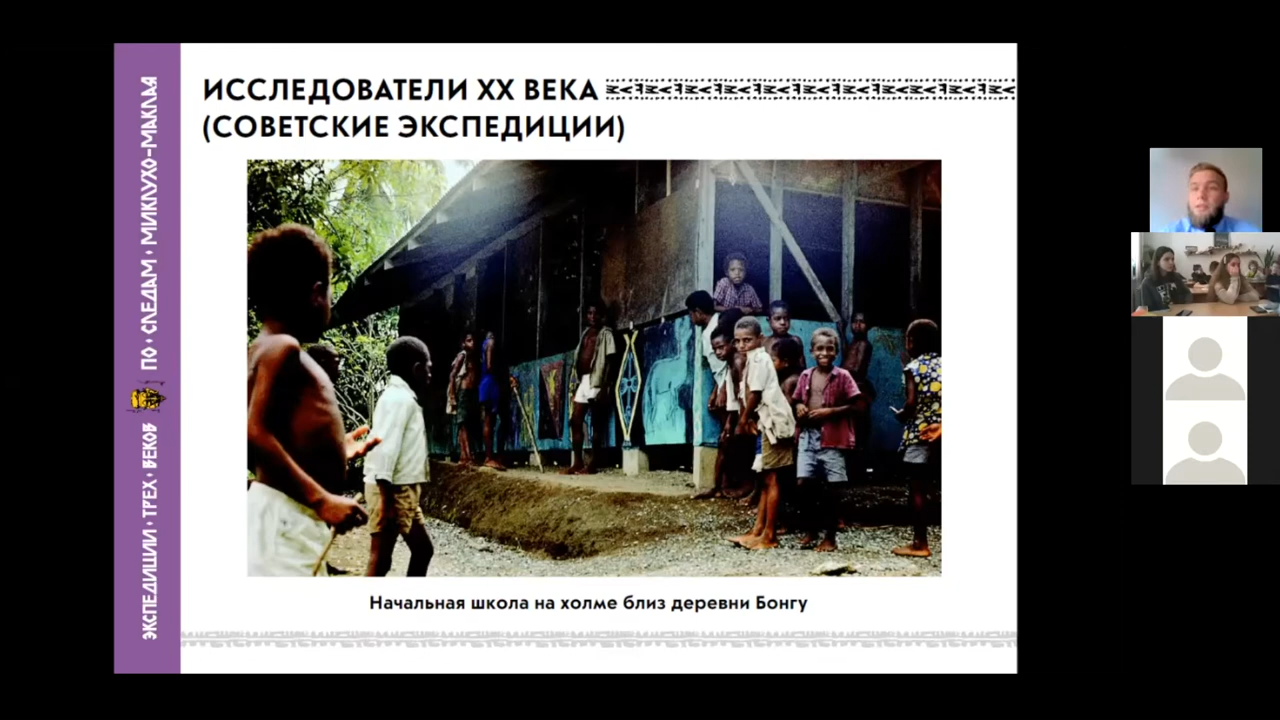 ИССЛЕДОВАТЕЛИ XX ВЕКА
(СОВЕТСКИЕ ЭКСПЕДИЦИИ)
Начальная школа на холме близ деревни Бонгу
ЭКСПЕДИЦИИ • ТРЕХ • ВЕКОВ
ПО • СЛЕДАМ • МИКЛУХО-МАКЛАЯ